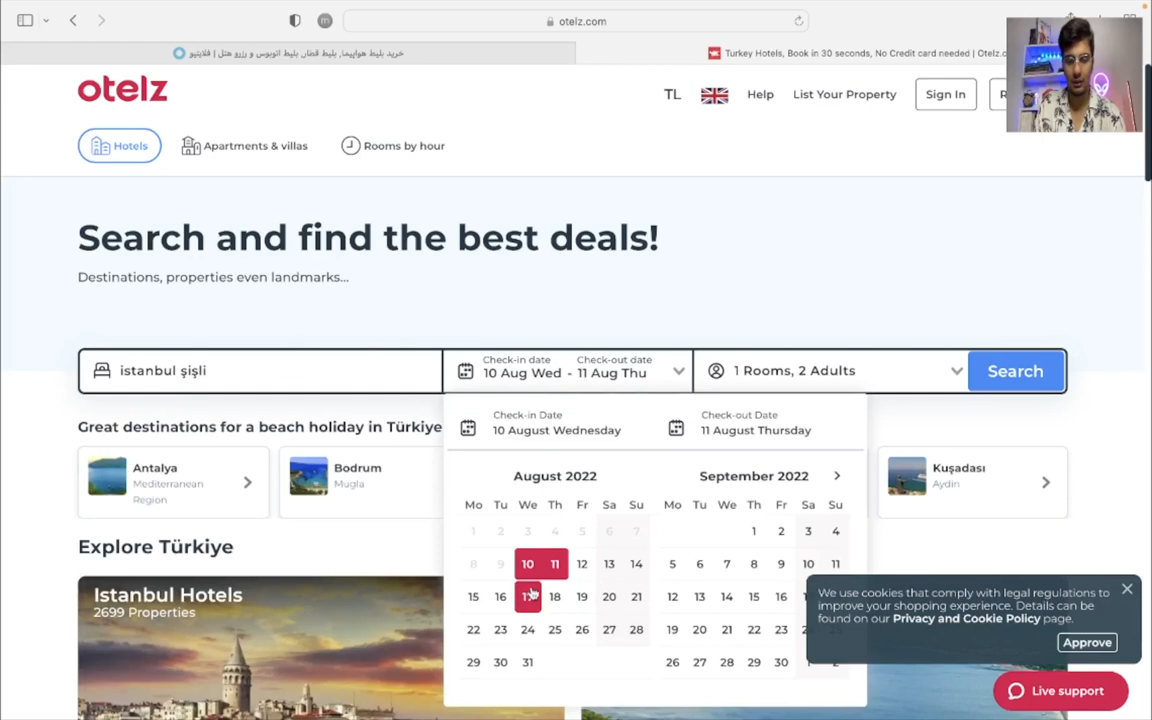 otelz.com
خرید بلیط هواپیما, بلیط قطار, بلیط اتوبوس و رزرو هتل | فلایتیو
Turkey Hotels, Book in 30 seconds, No Credit card needed | Otelz.c
otelz
TL
Help
List Your Property
Sign In
Hotels
Apartments & villas
Rooms by hour
Search and find the best deals!
Destinations, properties even landmarks...
istanbul şişli
Check-in date
Check-out date
10 Aug Wed - 11 Aug Thu
1 Rooms, 2 Adults
Search
Check-in Date
10 August Wednesday
Check-out Date
11 August Thursday
Great destinations for a beach holiday in Türkiye
Antalya
Mediterranean
Region
Bodrum
Mugla
Kuşadası
Aydin
August 2022
Mo Tu We Th Fr Sa Su
1 2 3 4 5 6 7
8 9 10 11 12 13 14
15 16 17 18 19 20 21
22 23 24 25 26 27 28
29 30 31
September 2022
Mo Tu We Th Fr Sa Su
1 2 3 4
5 6 7 8 9 10 11
12 13 14 15 16
19 20 21 22 23
26 27 28 29 30
Explore Türkiye
Istanbul Hotels
2699 Properties
We use cookies that comply with legal regulations to
improve your shopping experience. Details can be
found on our Privacy and Cookie Policy page.
Approve
Live support